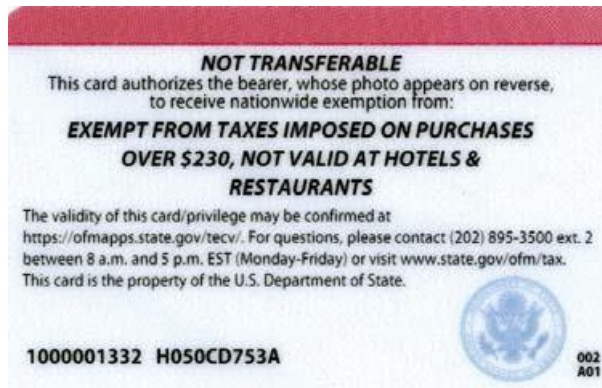 NOT TRANSFERABLE
This card authorizes the bearer, whose photo appears on reverse,
to receive nationwide exemption from:
EXEMPT FROM TAXES IMPOSED ON PURCHASES
OVER $230, NOT VALID AT HOTELS &
RESTAURANTS
The validity of this card/privilege may be confirmed at
https://ofmapps.state.gov/tecv/. For questions, please contact (202) 895-3500 ext. 2
between 8 a.m. and 5 p.m. EST (Monday-Friday) or visit www.state.gov/ofm/tax.
This card is the property of the U.S. Department of State.
1000001332 H050CD753A
002
A01